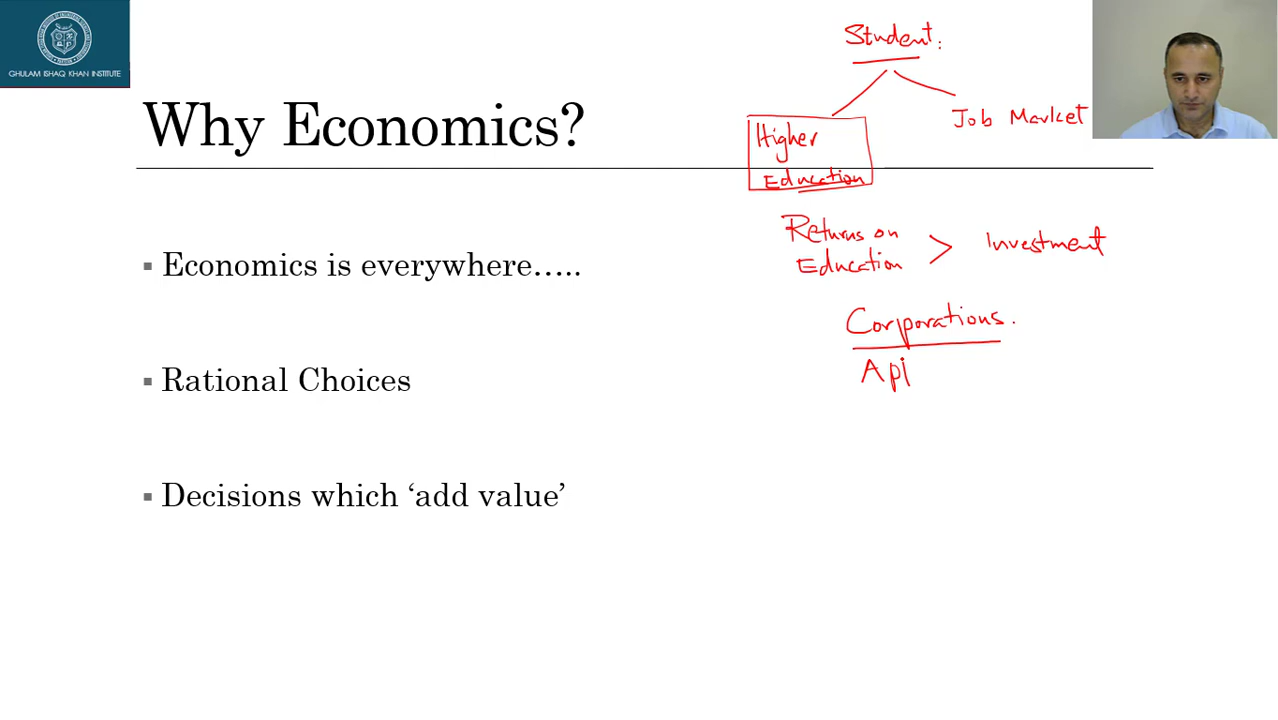 GHULAM ISHAQ KHAN INSTITUTE
Why Economics?
Economics is everywhere…..
Rational Choices
Decisions which ‘add value’
Student:
Higher
Education
Job Market
Returns on
Education > Investment
Corporations.
Api